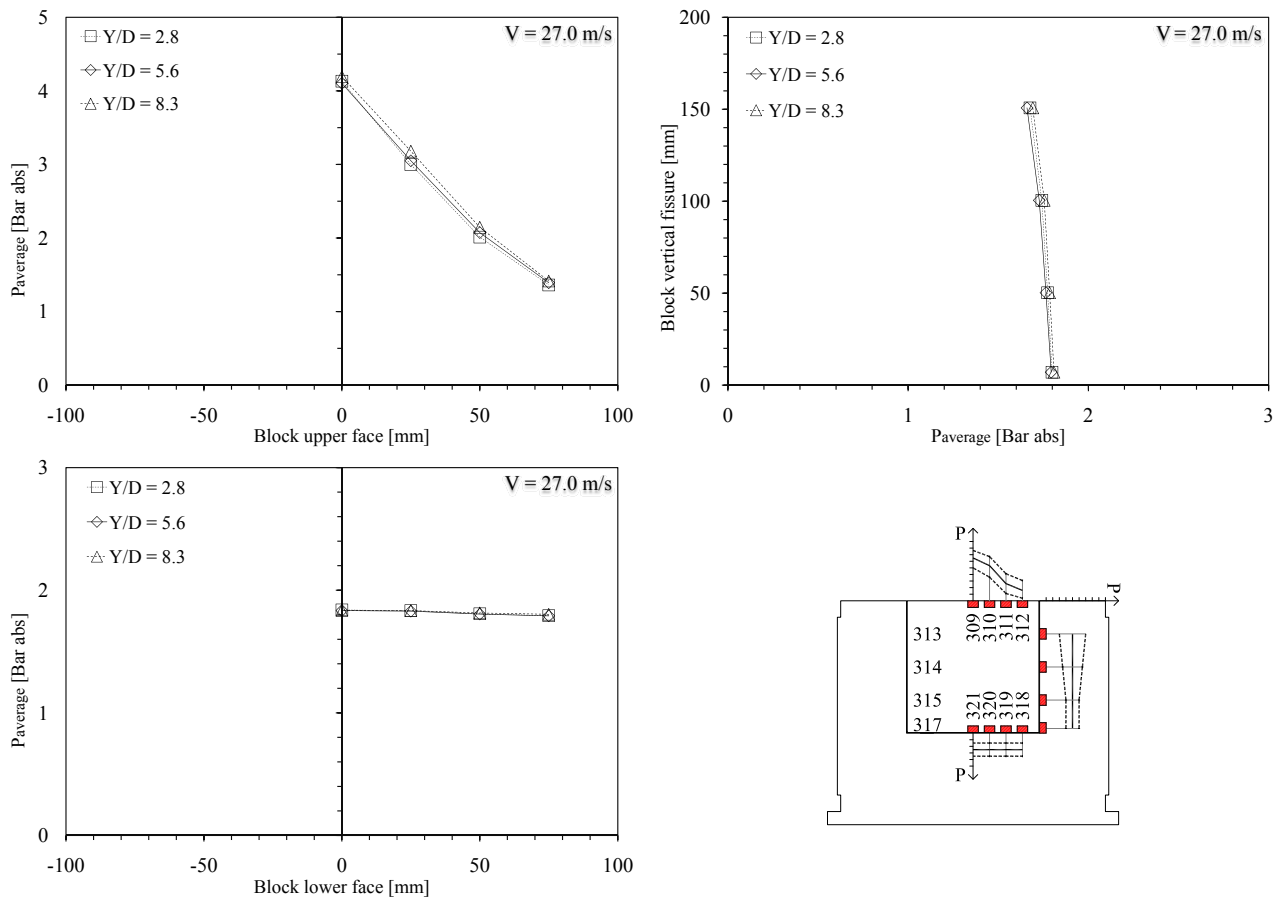 V = 27.0 m/s
Y/D = 2.8
Y/D = 5.6
Y/D = 8.3
5
4
3
2
1
0
-100
-50
0
50
100
Paverage [Bar abs]
Block upper face [mm]
V = 27.0 m/s
Y/D = 2.8
Y/D = 5.6
Y/D = 8.3
200
150
100
50
0
0
1
2
3
Block vertical fissure [mm]
Paverage [Bar abs]
V = 27.0 m/s
Y/D = 2.8
Y/D = 5.6
Y/D = 8.3
3
2
1
0
-100
-50
0
50
100
Paverage [Bar abs]
Block lower face [mm]
P
P
309
310
311
312
313
314
315
317
321
320
319
318
P